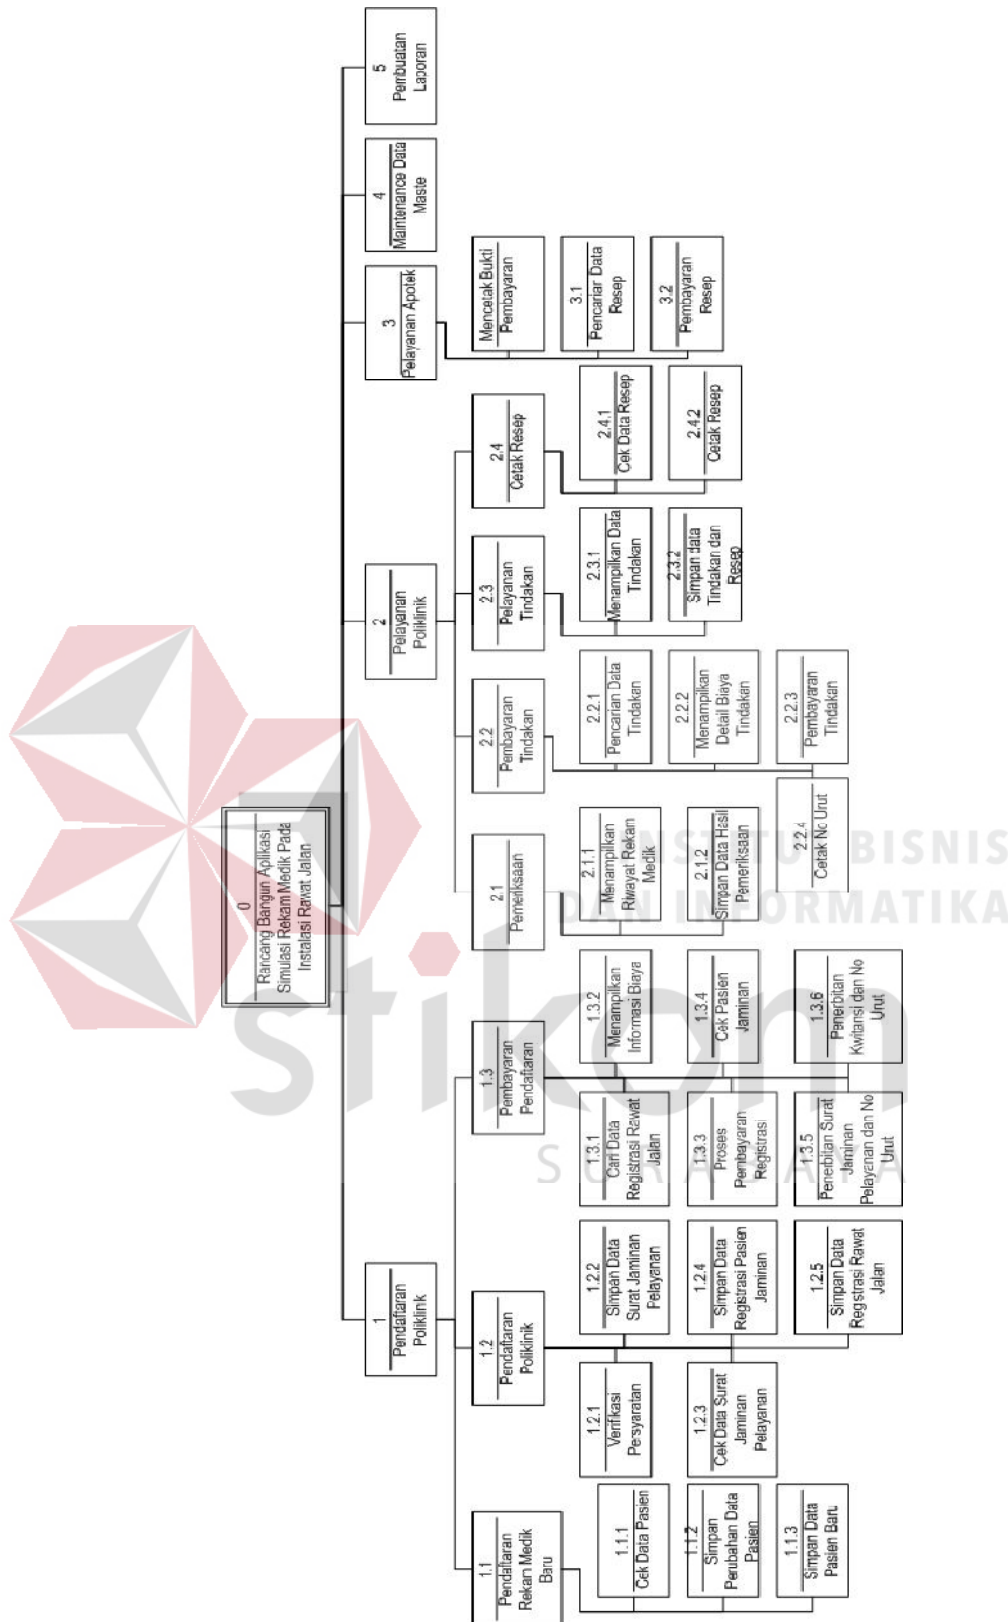 0
Rancang Bangun Aplikasi
Simulasi Rekam Medik Pada
Instalasi Rawat Jalan
1
Pendaftaran
Poliklinik
2
Pelayanan
Poliklinik
3
Pelayanan Apotek
4
Maintenance Data
Maste
5
Pembuatan
Laporan
1.1
Pendaftaran
Rekam Medik
Baru
1.2
Pendaftaran
Poliklinik
1.3
Pembayaran
Pendaftaran
2.1
Pemeriksaan
2.2
Pembayaran
Tindakan
2.3
Pelayanan
Tindakan
2.4
Cetak Resep
Mencetak Bukti
Pembayaran
3.1
Pencariar Data
Resep
3.2
Pembayaran
Resep
1.1.1
Cek Data Pasien
1.1.2
Simpan
Perubahan Data
Pasien
1.1.3
Simpan Data
Pasien Baru
1.2.1
Verifikasi
Persyaratan
1.2.2
Simpan Data
Surat Jaminan
Pelayanan
1.2.3
Cek Data Surat
Jaminan
Pelayanan
1.2.4
Simpan Data
Registrasi Pasien
Jaminan
1.2.5
Simpan Data
Registrasi Rawat
Jalan
1.3.1
Cari Data
Registrasi Rawat
Jalan
1.3.2
Menampilkan
Informasi Biaya
1.3.3
Proses
Pembayaran
Registrasi
1.3.4
Cek Pasien
Jaminan
1.3.5
Penerbitan Surat
Jaminan
Pelayanan dan No
Urut
1.3.6
Penerbitan
Kwitansi dan No
Urut
2.1.1
Menampilkan
Riwayat Rekam
Medik
2.1.2
Simpan Data Hasil
Pemeriksaan
2.2.1
Pencarian Data
Tindakan
2.2.2
Menampilkan
Detail Biaya
Tindakan
2.2.3
Pembayaran
Tindakan
2.2.4
Cetak No Urut
2.3.1
Menampilkan Data
Tindakan
2.3.2
Simpan data
Tindakan dan
Resep
2.4.1
Cek Data Resep
2.4.2
Cetak Resep
INSTITUT BISNIS
DAN INFORMATIKA
stikom
SURABAYA